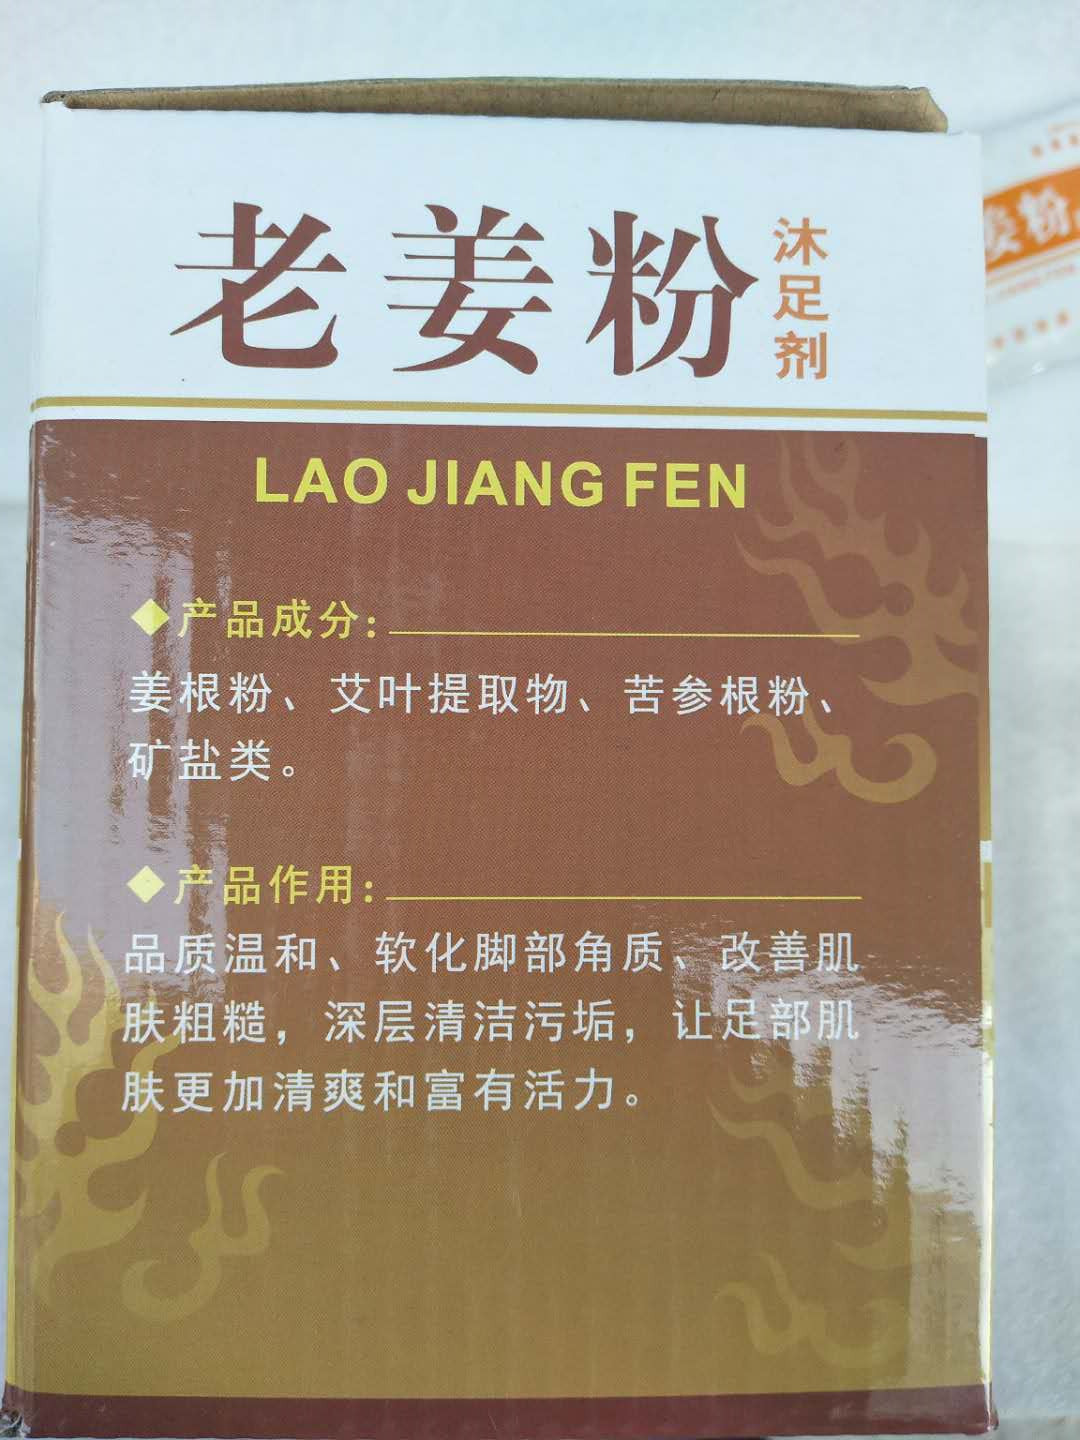 老姜粉
沐足剂
LAO JIANG FEN
◆产品成分:
姜根粉、艾叶提取物、苦参根粉、
矿盐类。
◆产品作用:
品质温和、软化脚部角质、改善肌
肤粗糙，深层清洁污垢，让足部肌
肤更加清爽和富有活力。
姜粉